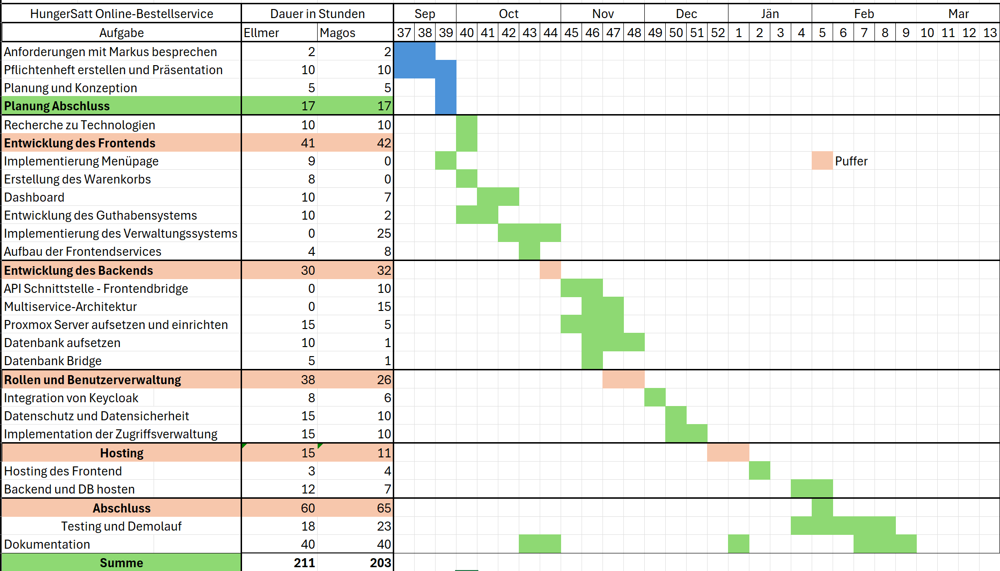 HungerSatt Online-Bestellservice Dauer in Stunden Sep Oct Nov Dec Jän Feb Mar
Aufgabe Ellmer Magos 37 38 39 40 41 42 43 44 45 46 47 48 49 50 51 52 1 2 3 4 5 6 7 8 9 10 11 12 13
Anforderungen mit Markus besprechen 2 2
Pflichtenheft erstellen und Präsentation 10 10
Planung und Konzeption 5 5
Planung Abschluss 17 17
Recherche zu Technologien 10 10
Entwicklung des Frontends 41 42
Implementierung Menüpage 9 0 Puffer
Erstellung des Warenkorbs 8 0
Dashboard 10 7
Entwicklung des Guthabensystems 10 2
Implementierung des Verwaltungssystems 0 25
Aufbau der Frontendservices 4 8
Entwicklung des Backends 30 32
API Schnittstelle - Frontendbridge 0 10
Multiservice-Architektur 0 15
Proxmox Server aufsetzen und einrichten 15 5
Datenbank aufsetzen 10 1
Datenbank Bridge 5 1
Rollen und Benutzerverwaltung 38 26
Integration von Keycloak 8 6
Datenschutz und Datensicherheit 15 10
Implementation der Zugriffsverwaltung 15 10
Hosting 15 11
Hosting des Frontend 3 4
Backend und DB hosten 12 7
Abschluss 60 65
Testing und Demolauf 18 23
Dokumentation 40 40
Summe 211 203